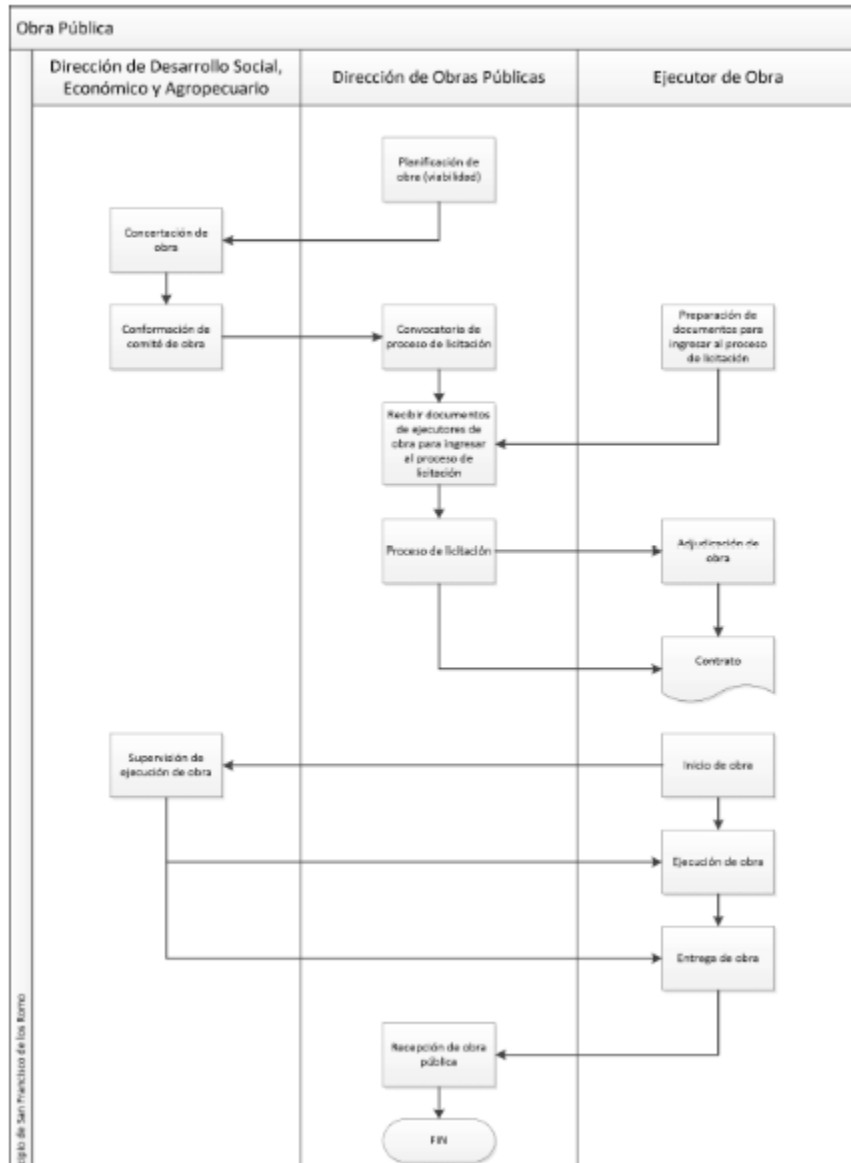 Obra Pública
Dirección de Desarrollo Social,
Económico y Agropecuario
Dirección de Obras Públicas
Ejecutor de Obra
Planificación de
obra (viabilidad)
Concertación de
obra
Conformación de
comité de obra
Convocatoria de
proceso de licitación
Preparación de
documentos para
ingresar al proceso
de licitación
Recibir documentos
de ejecutores de
obra para ingresar
al proceso de
licitación
Proceso de licitación
Adjudicación de
obra
Contrato
Supervisión de
ejecución de obra
Inicio de obra
Ejecución de obra
Entrega de obra
Recepción de obra
pública
FIN
cipio de San Francisco de los Romo